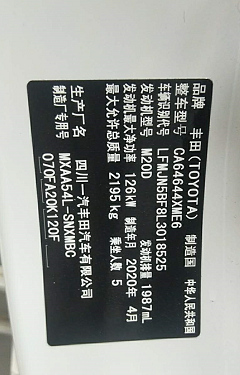 品牌 丰田(TOYOTA) 制造国 中华人民共和国
整车型号 CA64644XME6
车辆识别代号 LFMJN5BF8L3018525
发动机型号 M20D 发动机排量 1987mL
发动机最大净功率 126kW 制造年月 2020年 4月
最大允许总质量 2195kg 乘坐人数 5
生产厂名 四川一汽丰田汽车有限公司
MXAA54L-SNXMBC
制造厂专用号 0T0FA20K120F